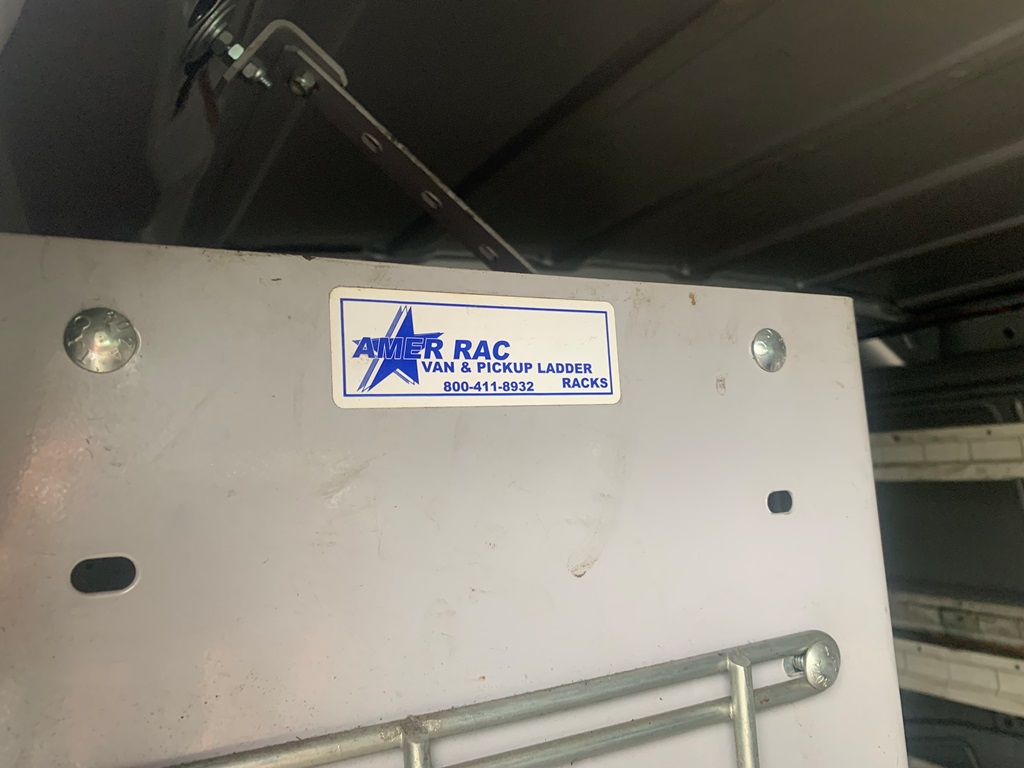 AMER RAC
VAN & PICKUP LADDER
800-411-8932 RACKS